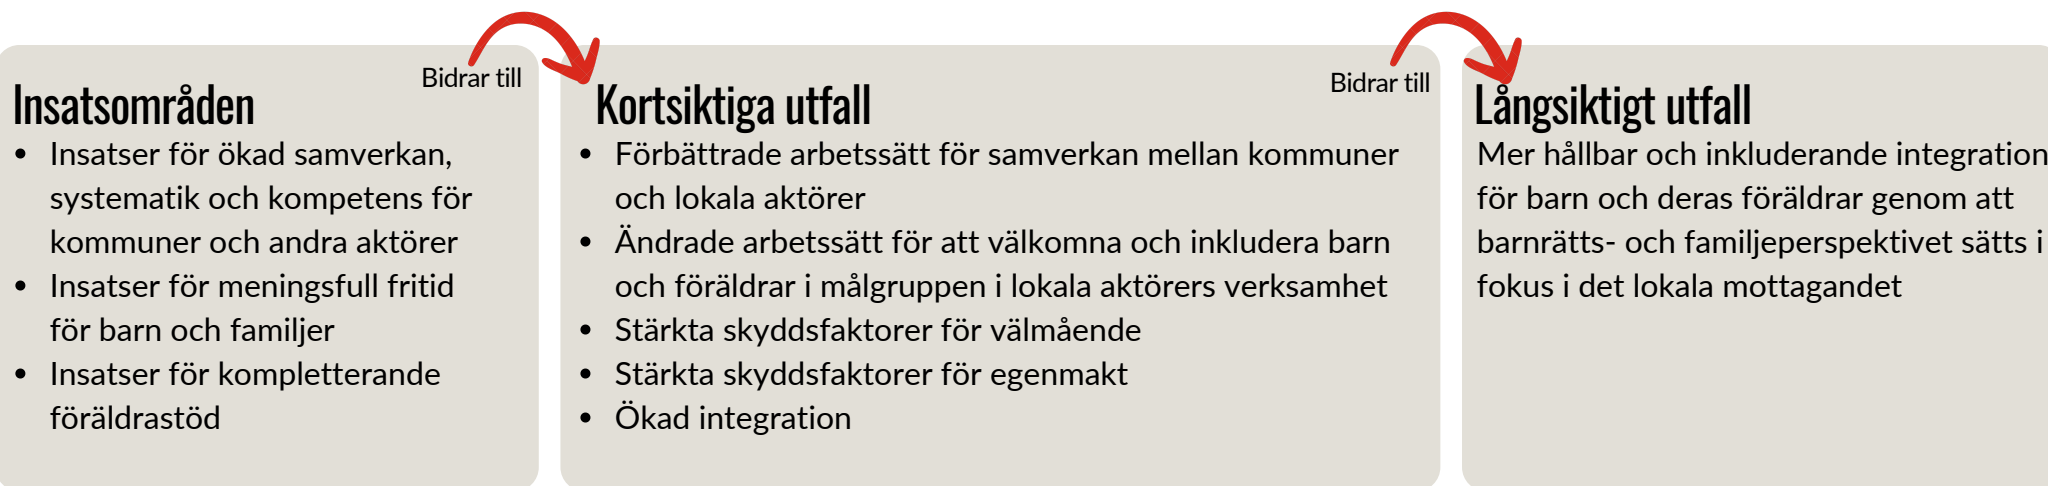 Bidrar till
Insatsområden
• Insatser för ökad samverkan,
systematik och kompetens för
kommuner och andra aktörer
• Insatser för meningsfull fritid
för barn och familjer
• Insatser för kompletterande
föräldrastöd
Bidrar till
Kortsiktiga utfall
• Förbättrade arbetssätt för samverkan mellan kommuner
och lokala aktörer
• Ändrade arbetssätt för att välkomna och inkludera barn
och föräldrar i målgruppen i lokala aktörers verksamhet
• Stärkta skyddsfaktorer för välmående
• Stärkta skyddsfaktorer för egenmakt
• Ökad integration
Långsiktigt utfall
Mer hållbar och inkluderande integration
för barn och deras föräldrar genom att
barnrätts- och familjeperspektivet sätts i
fokus i det lokala mottagandet